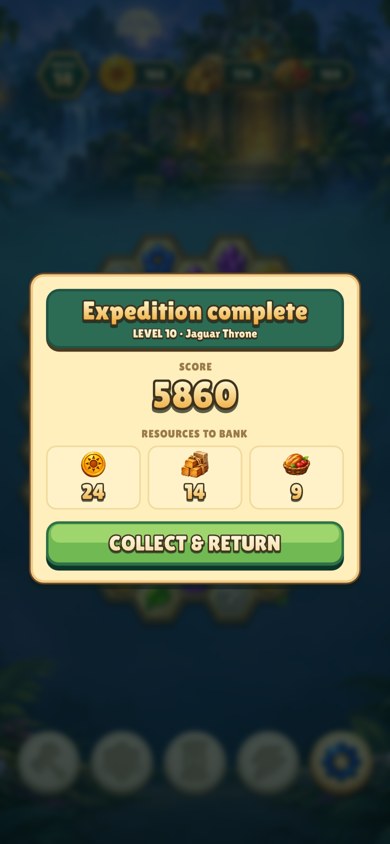 Expedition complete
LEVEL 10 · Jaguar Throne
SCORE
5860
RESOURCES TO BANK
24
14
9
COLLECT & RETURN